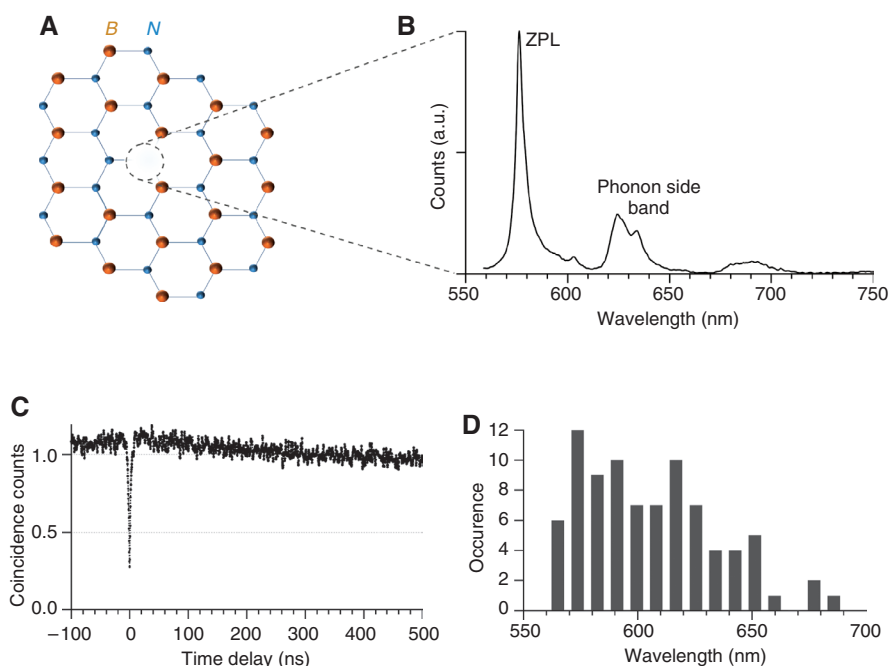 A
B N
B
ZPL
Phonon side
band
Counts (a.u.)
550 600 650 700 750
Wavelength (nm)
C
Coincidence counts
1.0
0.5
0.0
−100 0 100 200 300 400 500
Time delay (ns)
D
Occurence
12
10
8
6
4
2
0
550 600 650 700
Wavelength (nm)